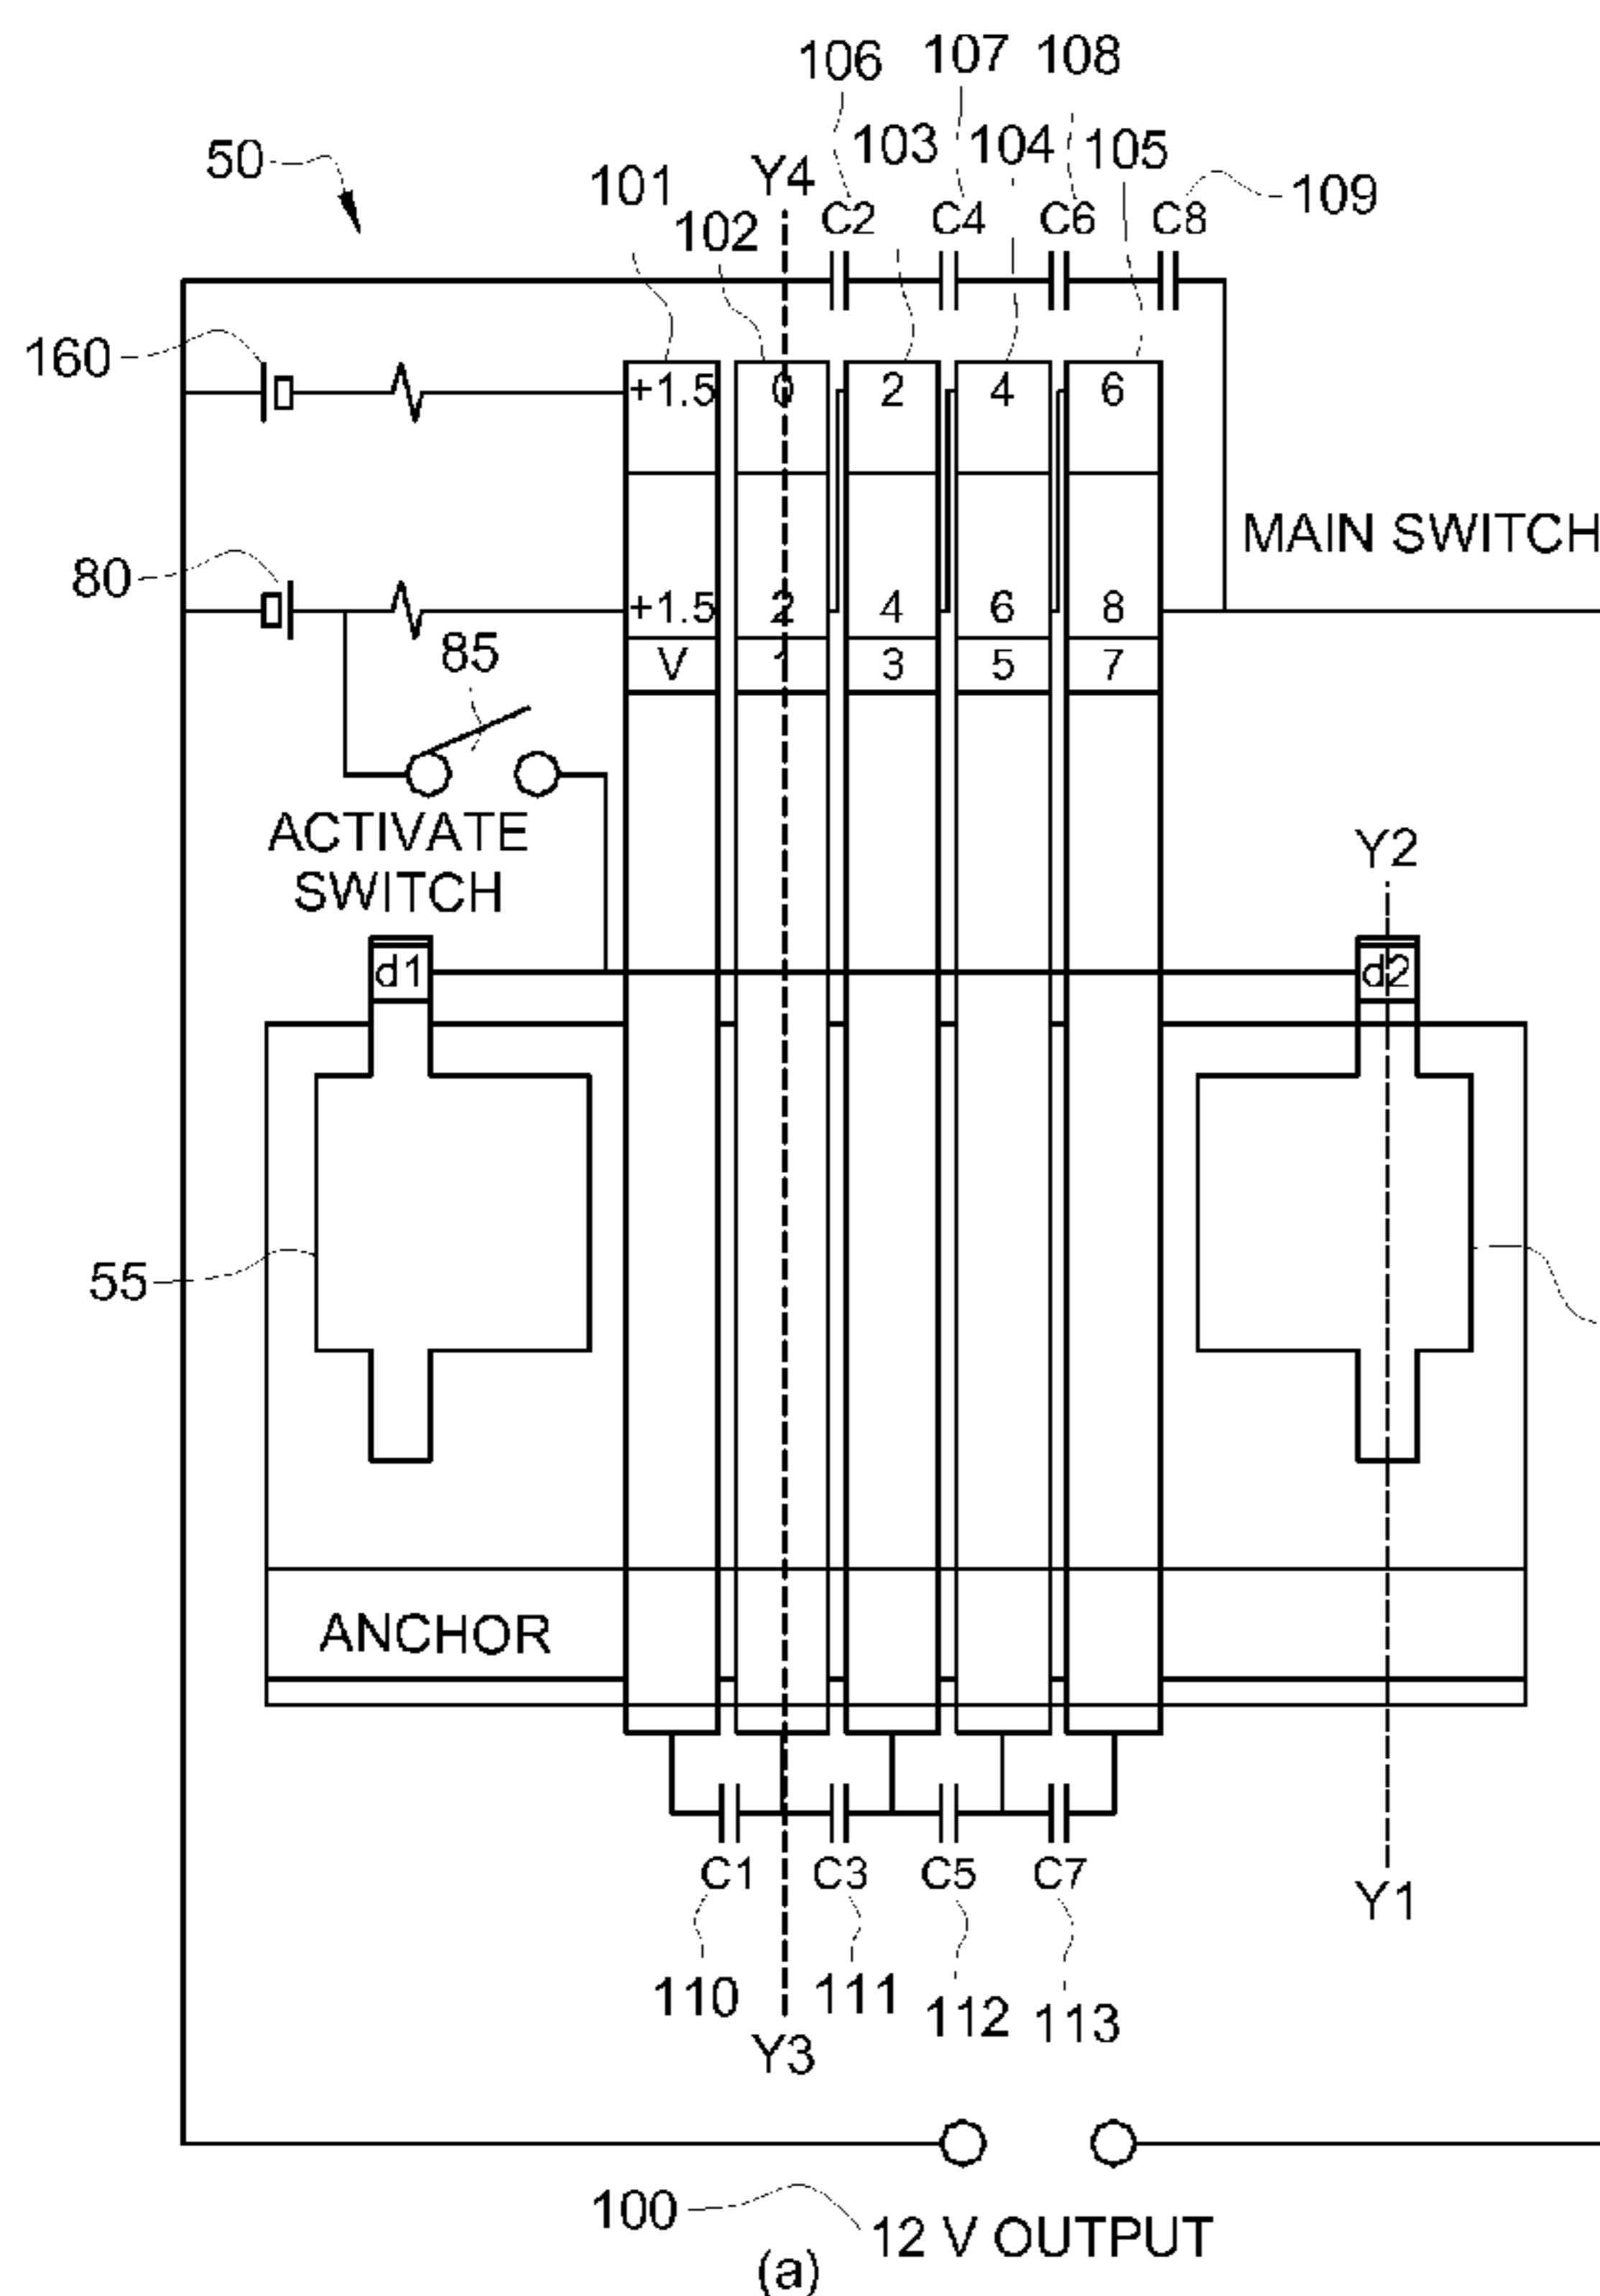 106 107 108
50 101 Y4 103 104 105
102 C2 C4 C6 C8 109
160 +1.5 0 2 4 6
MAIN SWITCH
80 +1.5 2 4 6 8
85 V 1 3 5 7
ACTIVATE
SWITCH
Y2
d1 d2
55
ANCHOR
C1 C3 C5 C7
Y1
110 111 112 113
Y3
100 12 V OUTPUT
(a)